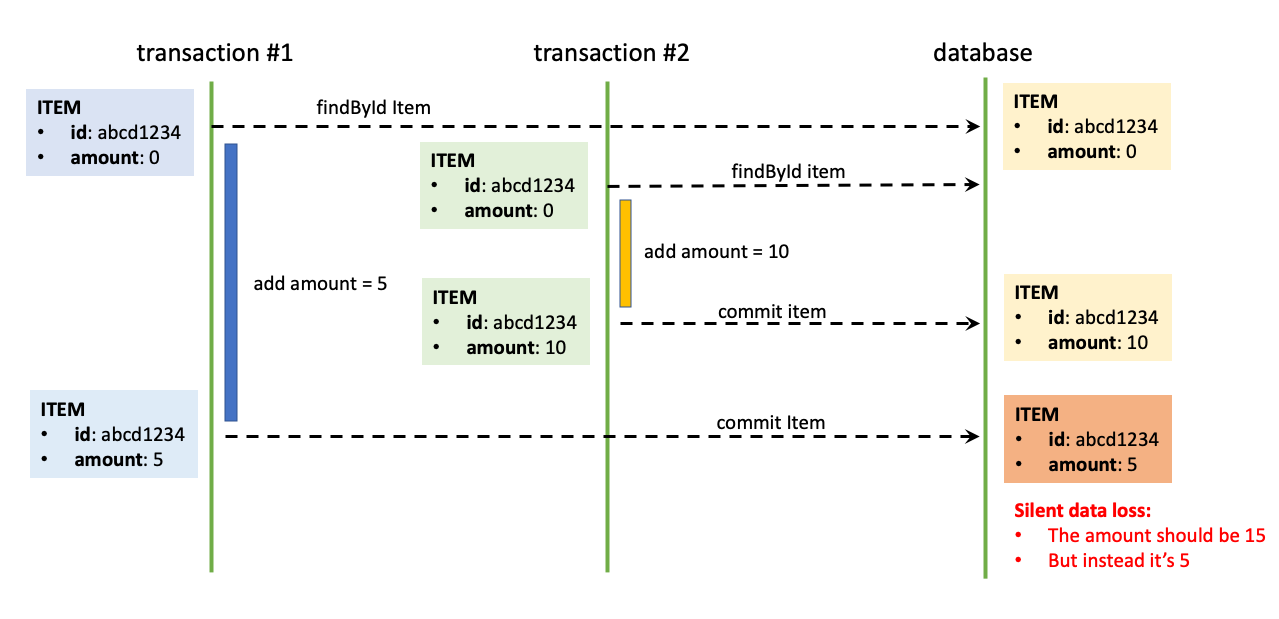 transaction #1
transaction #2
database
ITEM
• id: abcd1234
• amount: 0
findById Item
ITEM
• id: abcd1234
• amount: 0
ITEM
• id: abcd1234
• amount: 0
findById item
add amount = 10
add amount = 5
ITEM
• id: abcd1234
• amount: 10
commit item
ITEM
• id: abcd1234
• amount: 10
ITEM
• id: abcd1234
• amount: 5
commit Item
ITEM
• id: abcd1234
• amount: 5
Silent data loss:
• The amount should be 15
• But instead it’s 5